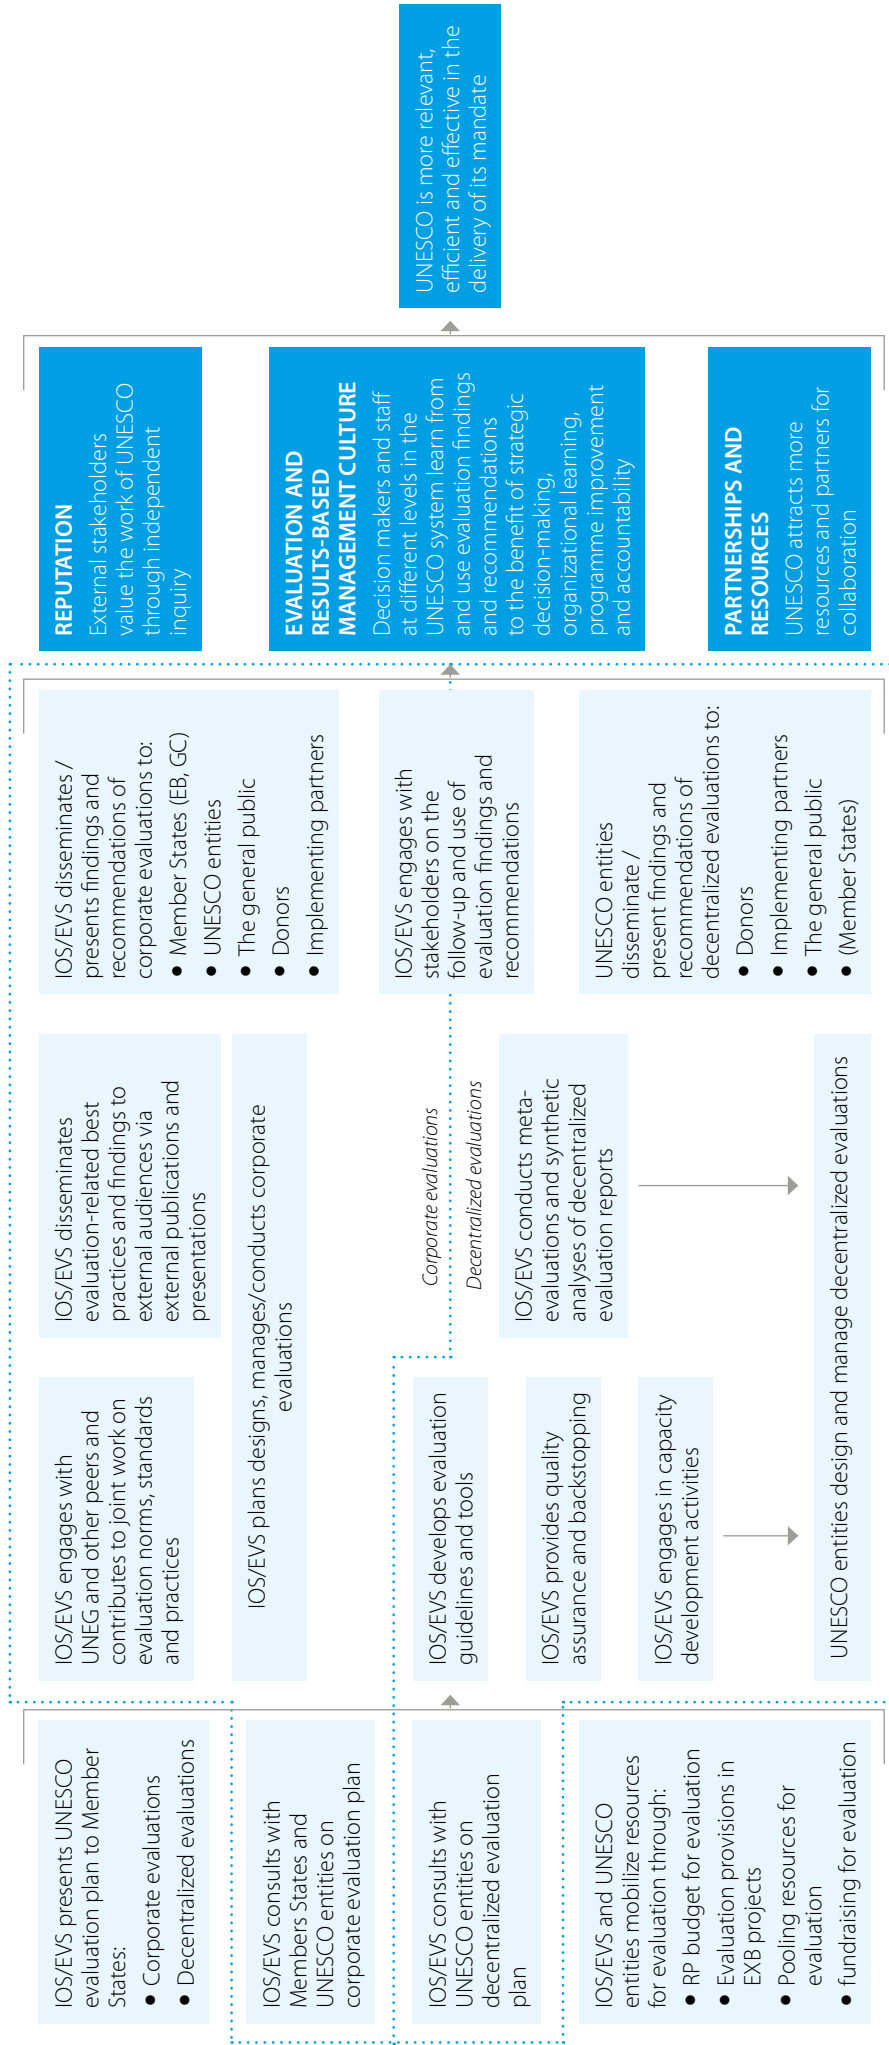 IOS/EVS presents UNESCO
evaluation plan to Member
States:
● Corporate evaluations
● Decentralized evaluations
IOS/EVS consults with
Members States and
UNESCO entities on
corporate evaluation plan
IOS/EVS consults with
UNESCO entities on
decentralized evaluation
plan
IOS/EVS and UNESCO
entities mobilize resources
for evaluation through:
● RP budget for evaluation
● Evaluation provisions in
EXB projects
● Pooling resources for
evaluation
● fundraising for evaluation
IOS/EVS engages with
UNEG and other peers and
contributes to joint work on
evaluation norms, standards
and practices
IOS/EVS disseminates
evaluation-related best
practices and findings to
external audiences via
external publications and
presentations
IOS/EVS plans designs, manages/conducts corporate
evaluations
Corporate evaluations
Decentralized evaluations
IOS/EVS develops evaluation
guidelines and tools
IOS/EVS provides quality
assurance and backstopping
IOS/EVS engages in capacity
development activities
IOS/EVS conducts meta-
evaluations and synthetic
analyses of decentralized
evaluation reports
UNESCO entities design and manage decentralized evaluations
IOS/EVS disseminates /
presents findings and
recommendations of
corporate evaluations to:
● Member States (EB, GC)
● UNESCO entities
● The general public
● Donors
● Implementing partners
IOS/EVS engages with
stakeholders on the
follow-up and use of
evaluation findings and
recommendations
UNESCO entities
disseminate /
present findings and
recommendations of
decentralized evaluations to:
● Donors
● Implementing partners
● The general public
● (Member States)
REPUTATION
External stakeholders
value the work of UNESCO
through independent
inquiry
EVALUATION AND
RESULTS-BASED
MANAGEMENT CULTURE
Decision makers and staff
at different levels in the
UNESCO system learn from
and use evaluation findings
and recommendations
to the benefit of strategic
decision-making,
organizational learning,
programme improvement
and accountability
PARTNERSHIPS AND
RESOURCES
UNESCO attracts more
resources and partners for
collaboration
UNESCO is more relevant,
efficient and effective in the
delivery of its mandate